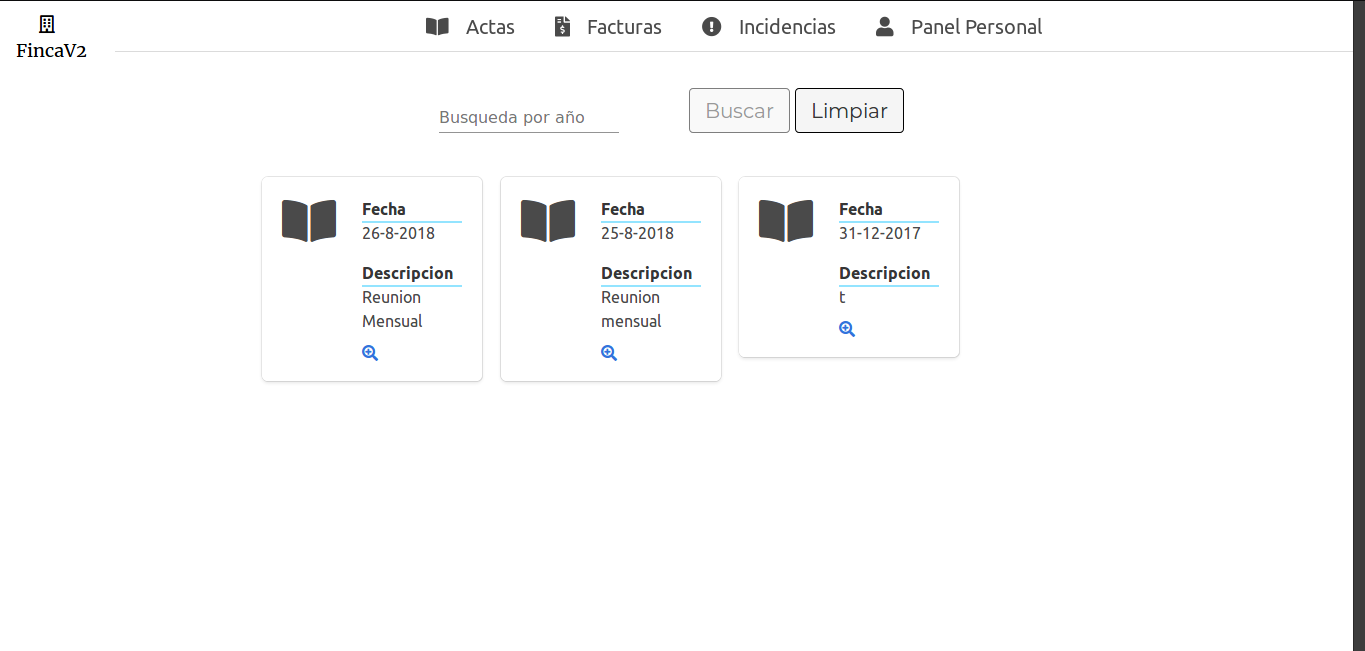 FincaV2
Actas Facturas Incidencias Panel Personal
Busqueda por año Buscar Limpiar
Fecha
26-8-2018
Descripcion
Reunion
Mensual
Fecha
25-8-2018
Descripcion
Reunion
mensual
Fecha
31-12-2017
Descripcion
t